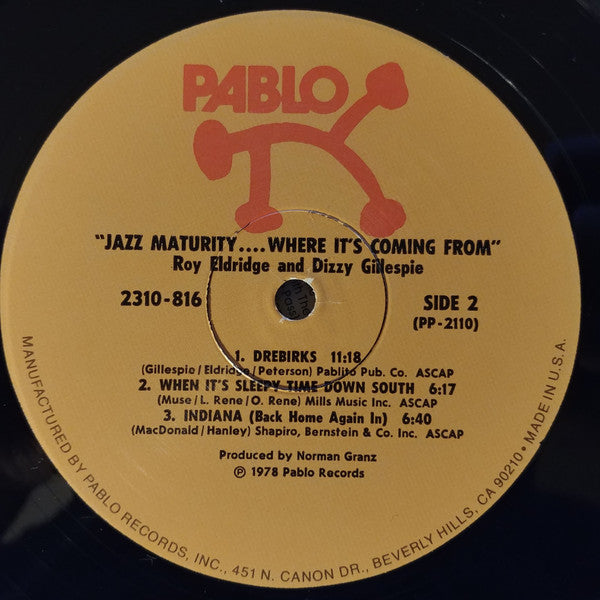 PABLO
"JAZZ MATURITY....WHERE IT'S COMING FROM"
Roy Eldridge and Dizzy Gillespie
2310-816
SIDE 2
(PP-2110)
1. DREBIRKS 11:18
(Gillespie/Eldridge/Peterson) Pablito Pub. Co. ASCAP
2. WHEN IT'S SLEEPY TIME DOWN SOUTH 6:17
(Muse/L. Rene/O. Rene) Mills Music Inc. ASCAP
3. INDIANA (Back Home Again In) 6:40
(MacDonald/Hanley) Shapiro, Bernstein & Co. Inc. ASCAP
Produced by Norman Granz
℗ 1978 Pablo Records
MANUFACTURED BY PABLO RECORDS, INC., 451 N. CANON DR., BEVERLY HILLS, CA 90210 • MADE IN U.S.A.